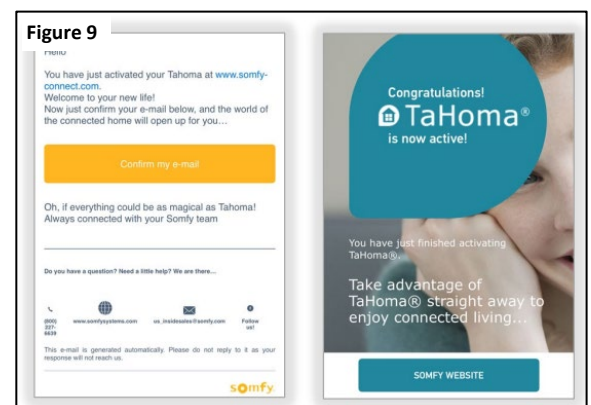 Figure 9
Hello
You have just activated your Tahoma at www.somfy-
connect.com.
Welcome to your new life!
Now just confirm your e-mail below, and the world of
the connected home will open up for you...
Confirm my e-mail
Oh, if everything could be as magical as Tahoma!
Always connected with your Somfy team
Do you have a question? Need a little help? We are there...
(800)
227-
6639
www.somfysystems.com
us_insidesales@somfy.com
Follow
us!
This e-mail is generated automatically. Please do not reply to it as your
response will not reach us.
somfy.
Congratulations!
TaHoma®
is now active!
You have just finished activating
TaHoma®.
Take advantage of
TaHoma® straight away to
enjoy connected living...
SOMFY WEBSITE